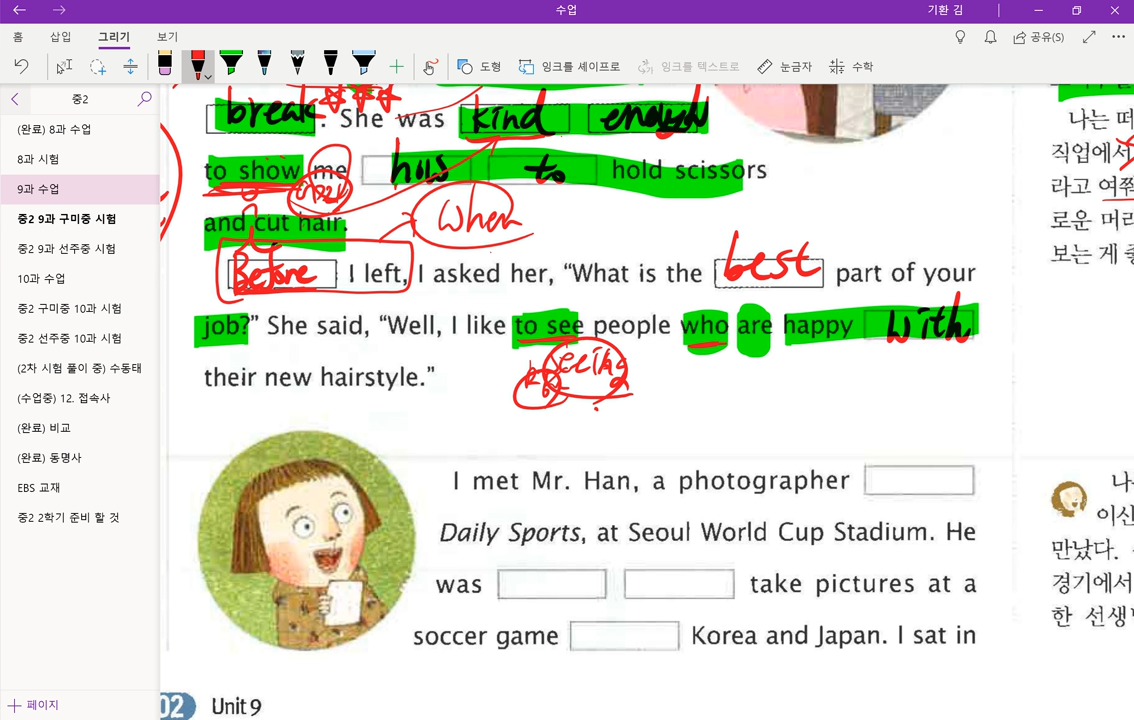 수업
기환 김
홈 삽입 그리기 보기
공유(S)
도형 잉크를 셰이프로 잉크를 텍스트로 눈금자 수학
중2
(완료) 8과 수업
8과 시험
9과 수업
중2 9과 구미중 시험
중2 9과 선주중 시험
10과 수업
중2 구미중 10과 시험
중2 선주중 10과 시험
(2차 시험 풀이 중) 수동태
(수업중) 12. 접속사
(완료) 비교
(완료) 동명사
EBS 교재
중2 2학기 준비 할 것
페이지
break. She was kind enough
to show me how to hold scissors
and cut hair.
when
Before I left, I asked her, “What is the best part of your
job?” She said, “Well, I like to see people who are happy with
seeing
their new hairstyle.”
I met Mr. Han, a photographer
Daily Sports, at Seoul World Cup Stadium. He
was take pictures at a
soccer game Korea and Japan. I sat in
02 Unit 9
나는 떠
직업에서
라고 여쭈
로운 머리
보는 게 좋
나
이신
만났다.
경기에서
한 선생